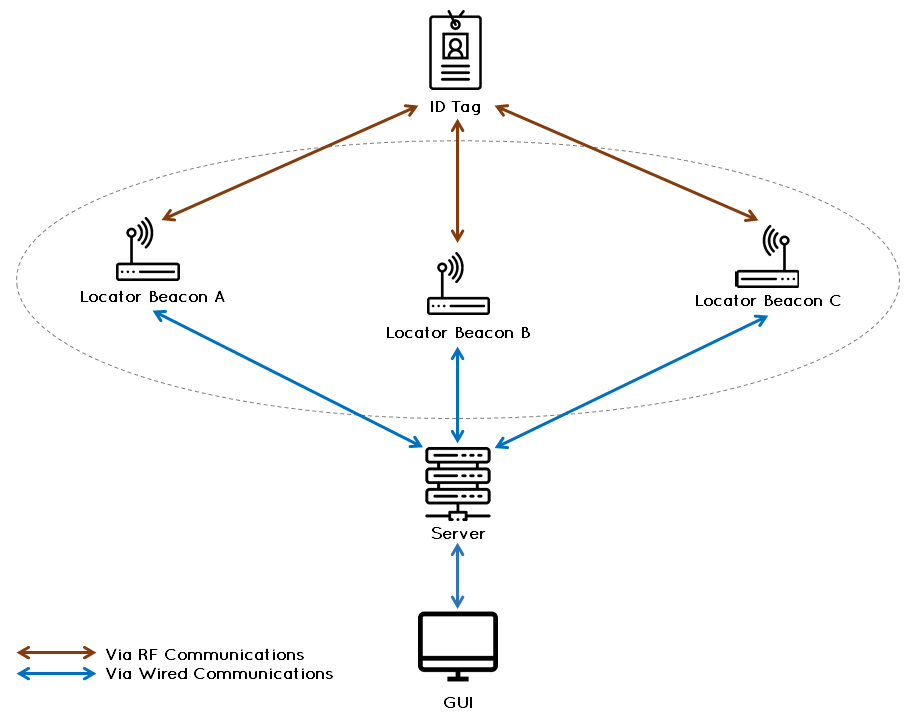 ID Tag
Locator Beacon A
Locator Beacon B
Locator Beacon C
Server
Via RF Communications
Via Wired Communications
GUI